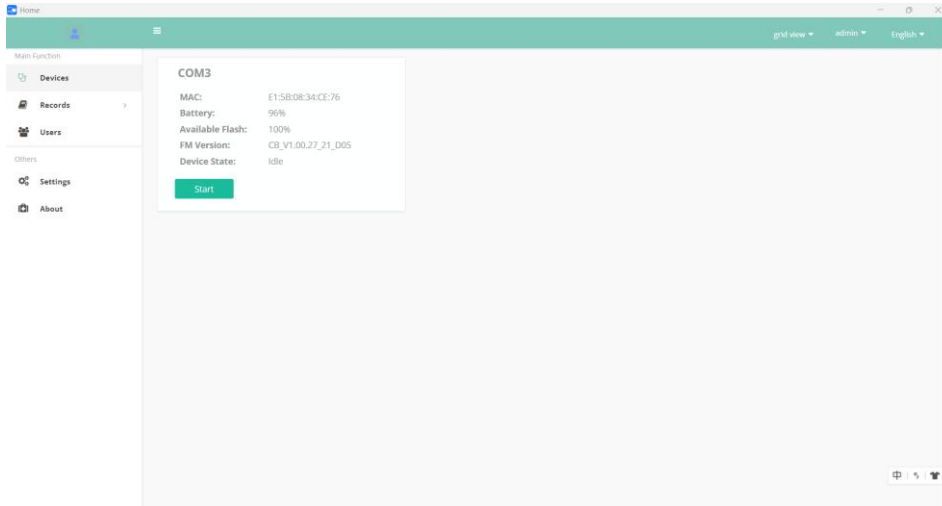 Home
grid view
admin
English
Main Function
Devices
Records
Users
Others
Settings
About
COM3
MAC: E1:5B:08:34:CE:76
Battery: 96%
Available Flash: 100%
FM Version: CB_V1.00.27_21_D05
Device State: Idle
Start
中